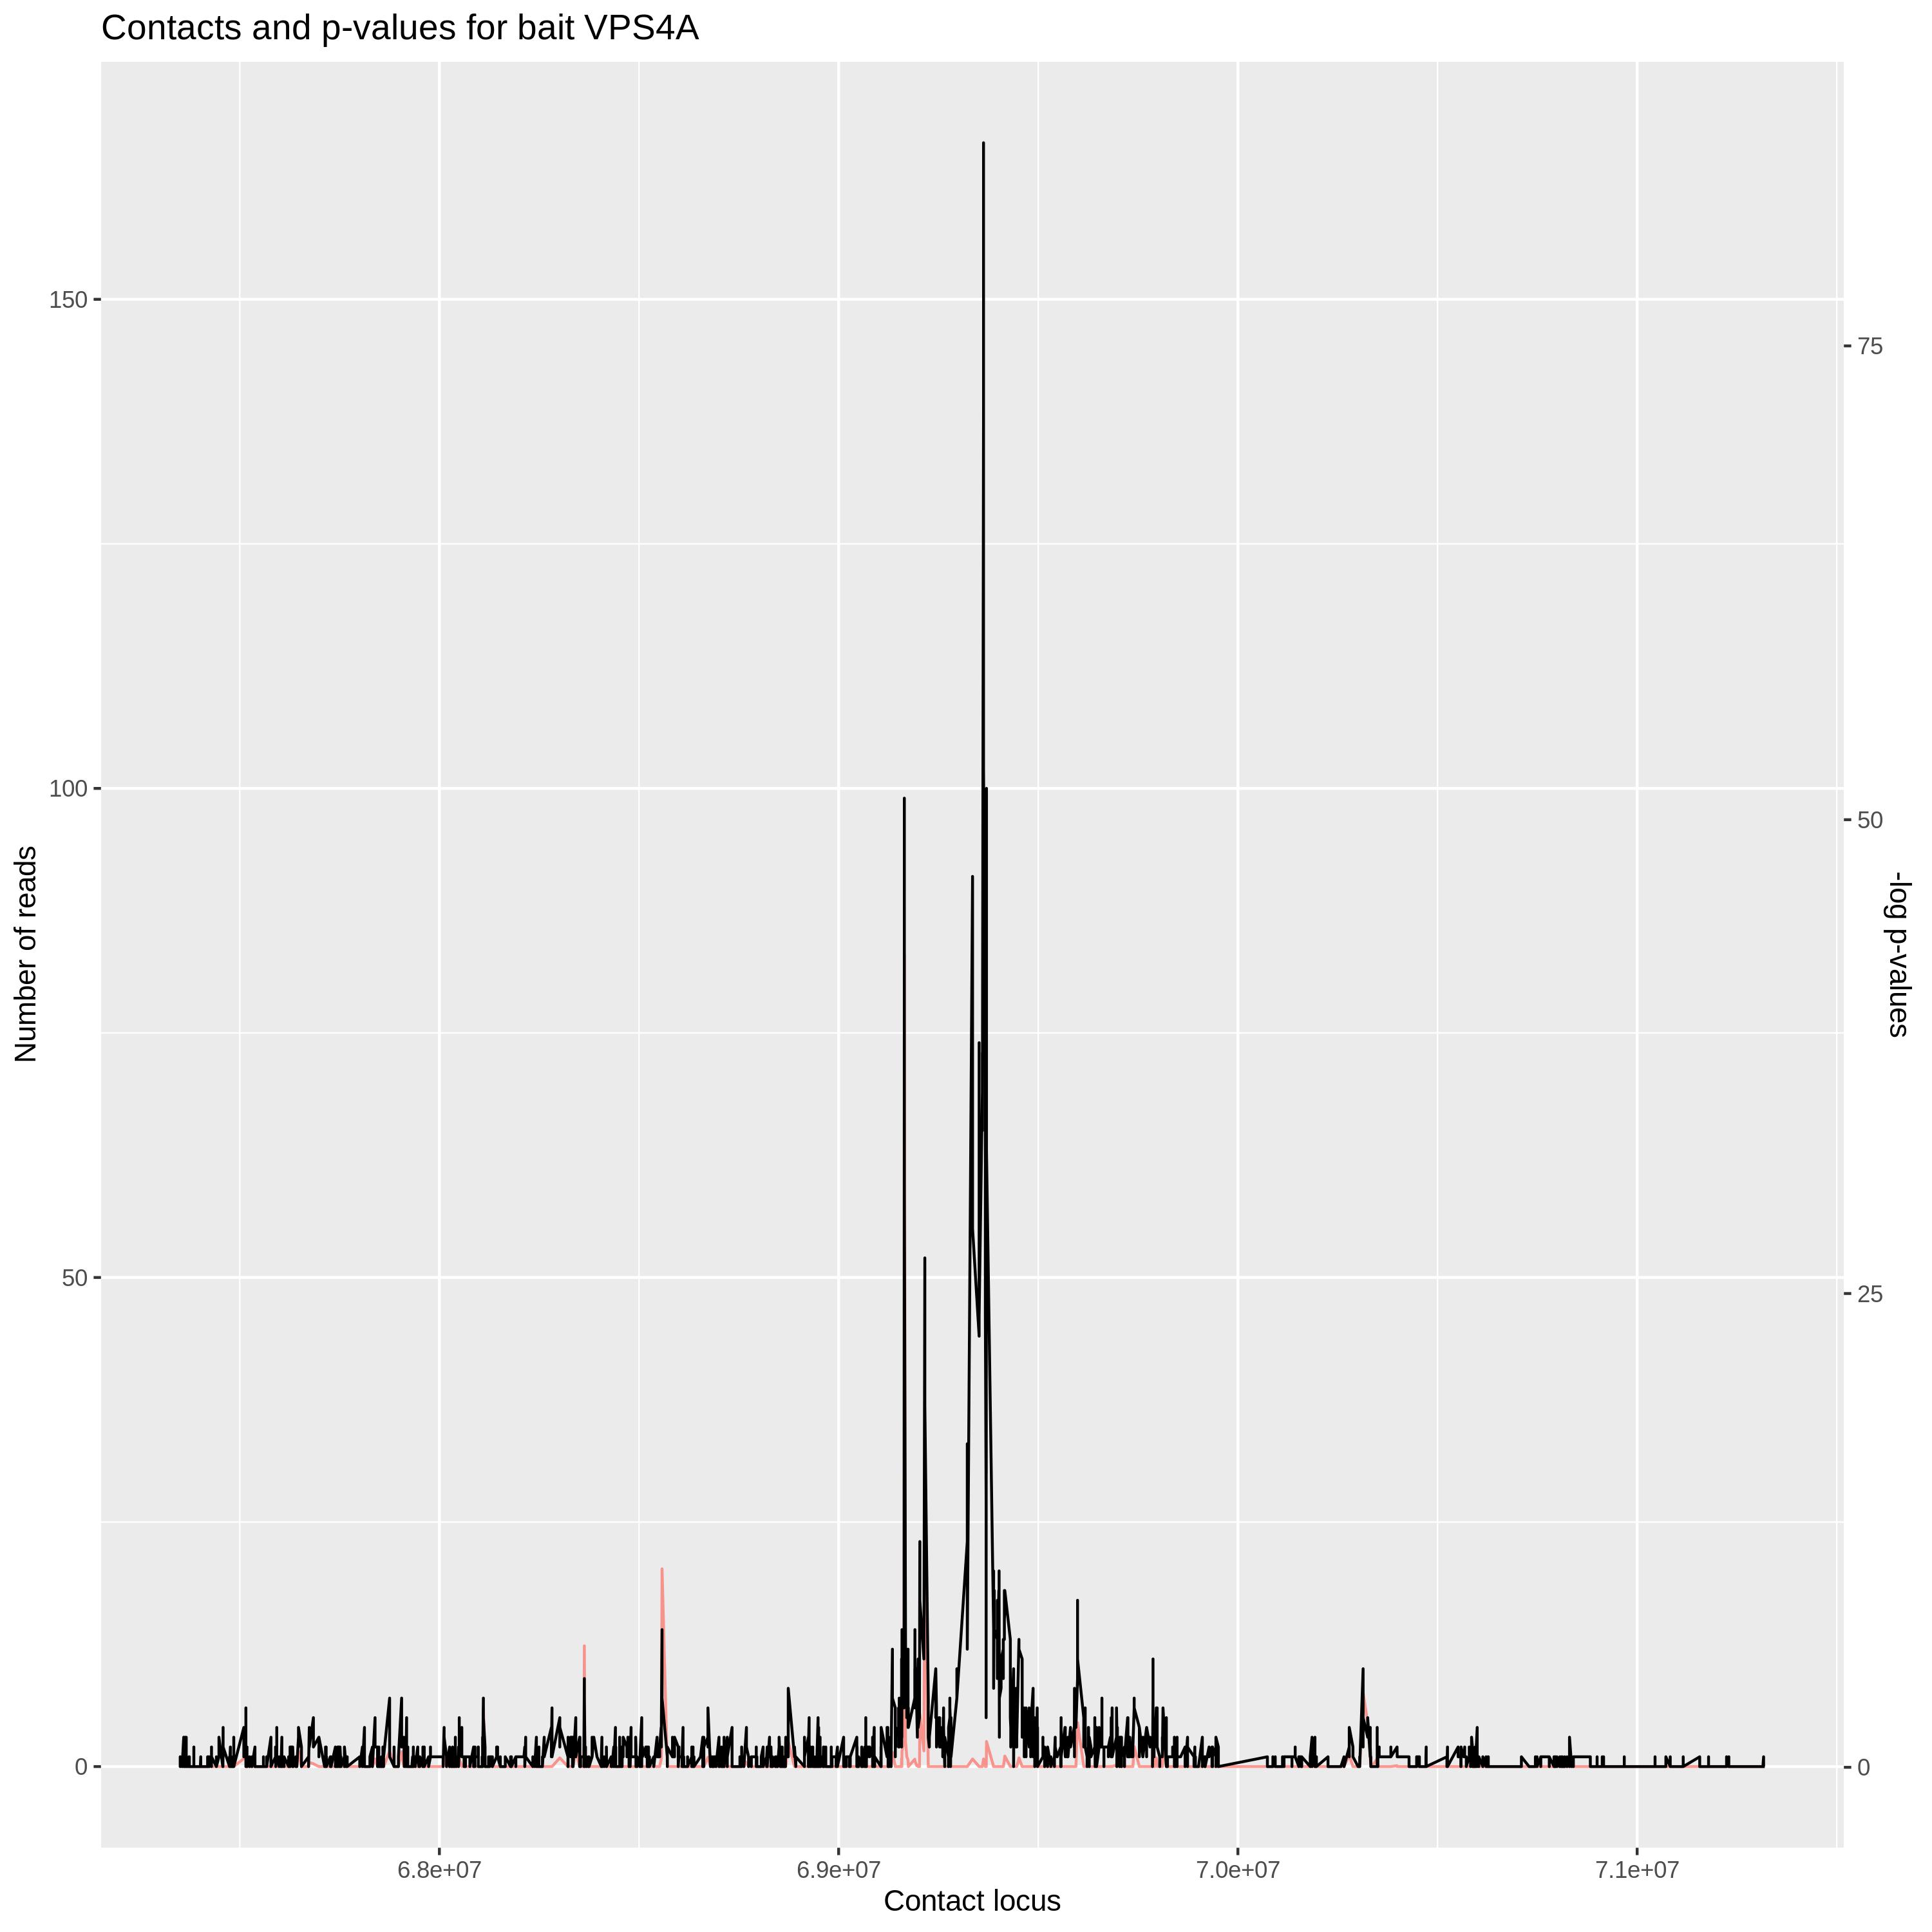 Contacts and p-values for bait VPS4A
150
100
50
0
Number of reads
75
50
25
0
-log p-values
6.8e+07
6.9e+07
7.0e+07
7.1e+07
Contact locus